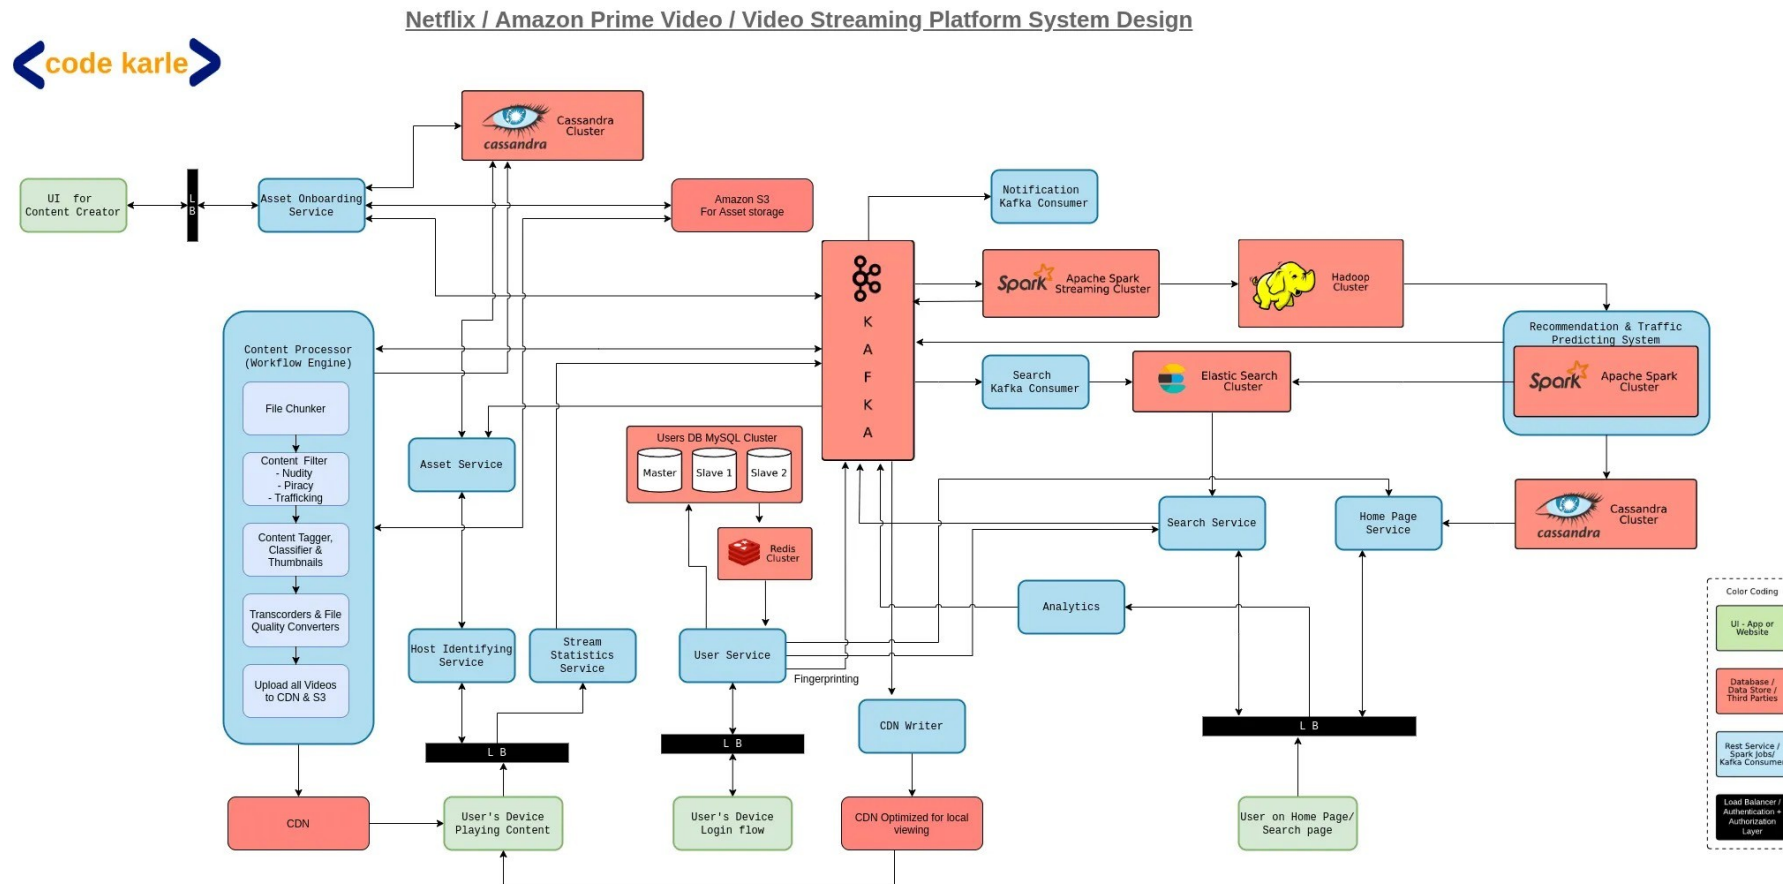 Netflix / Amazon Prime Video / Video Streaming Platform System Design
code karle
cassandra
Cassandra
Cluster
UI for
Content Creator
L
B
Asset Onboarding
Service
Amazon S3
For Asset storage
Notification
Kafka Consumer
K
A
F
K
A
Spark
Apache Spark
Streaming Cluster
Hadoop
Cluster
Recommendation & Traffic
Predicting System
Spark
Apache Spark
Cluster
Search
Kafka Consumer
Elastic Search
Cluster
Content Processor
(Workflow Engine)
File Chunker
Content Filter
- Nudity
- Piracy
- Trafficking
Content Tagger,
Classifier &
Thumbnails
Transcorders & File
Quality Converters
Upload all Videos
to CDN & S3
Asset Service
Users DB MySQL Cluster
Master
Slave 1
Slave 2
Redis
Cluster
Search Service
Home Page
Service
cassandra
Cassandra
Cluster
Analytics
Host Identifying
Service
Stream
Statistics
Service
User Service
Fingerprinting
CDN Writer
L B
L B
L B
CDN
User's Device
Playing Content
User's Device
Login flow
CDN Optimized for local
viewing
User on Home Page/
Search page
Color Coding
UI - App or
Website
Database /
Data Store /
Third Parties
Rest Service /
Spark Jobs/
Kafka Consumer
Load Balancer /
Authentication +
Authorization
Layer